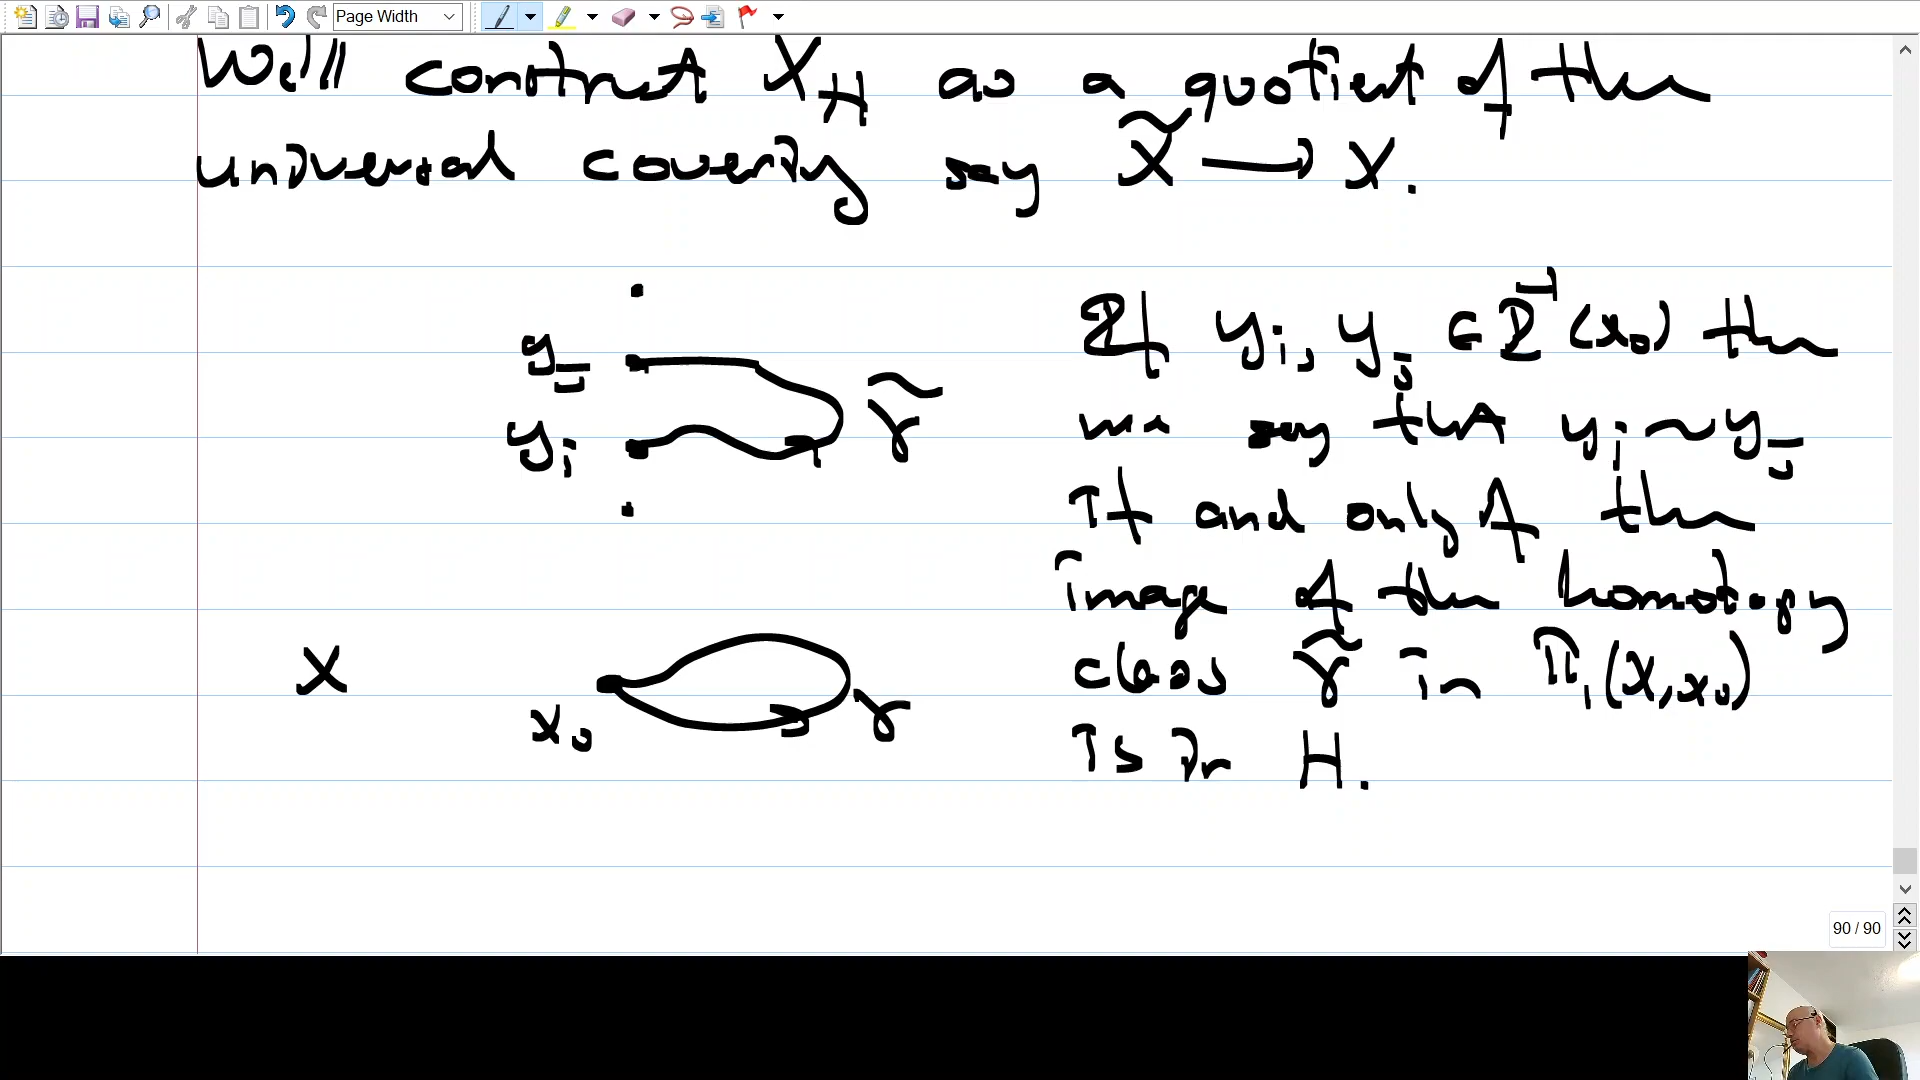 Page Width
We'll construct X_H as a quotient of the
universal covering say X̃ → X.
If y_i, y_j ∈ P⁻¹(x₀) then
y_j
γ̃
we say that y_i ~ y_j
y_i
if and only if the
image of the homotopy
X
class γ̃ in π₁(X,x₀)
x₀
γ
is in H.
90 / 90